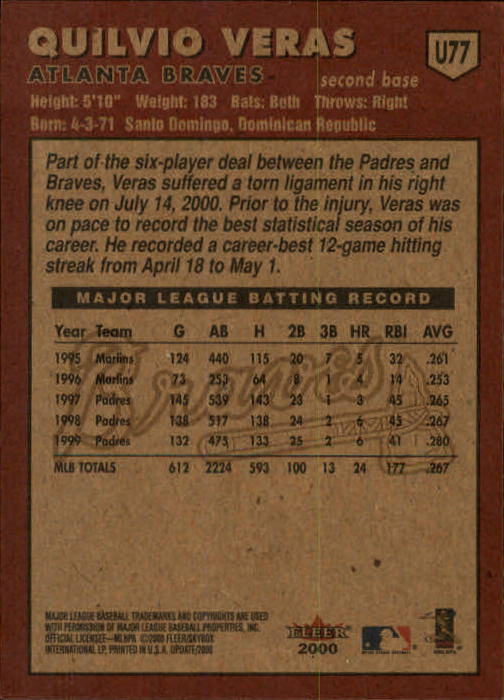 QUILVIO VERAS
U77
ATLANTA BRAVES second base
Height: 5'10" Weight: 183 Bats: Both Throws: Right
Born: 4-3-71 Santo Domingo, Dominican Republic
Part of the six-player deal between the Padres and
Braves, Veras suffered a torn ligament in his right
knee on July 14, 2000. Prior to the injury, Veras was
on pace to record the best statistical season of his
career. He recorded a career-best 12-game hitting
streak from April 18 to May 1.
MAJOR LEAGUE BATTING RECORD
Year Team G AB H 2B 3B HR RBI AVG
1995 Marlins 124 440 115 20 7 5 32 .261
1996 Marlins 73 253 64 8 1 4 14 .253
1997 Padres 145 539 143 23 1 3 45 .265
1998 Padres 138 517 138 24 2 6 45 .267
1999 Padres 132 475 133 25 2 6 41 .280
MLB TOTALS 612 2224 593 100 13 24 177 .267
Braves
MAJOR LEAGUE BASEBALL TRADEMARKS AND COPYRIGHTS ARE USED
WITH PERMISSION OF MAJOR LEAGUE BASEBALL PROPERTIES, INC.
OFFICIAL LICENSEE—MLBPA ©2000 FLEER/SKYBOX
INTERNATIONAL LP, PRINTED IN U.S.A. UPDATE/2000
FLEER
2000